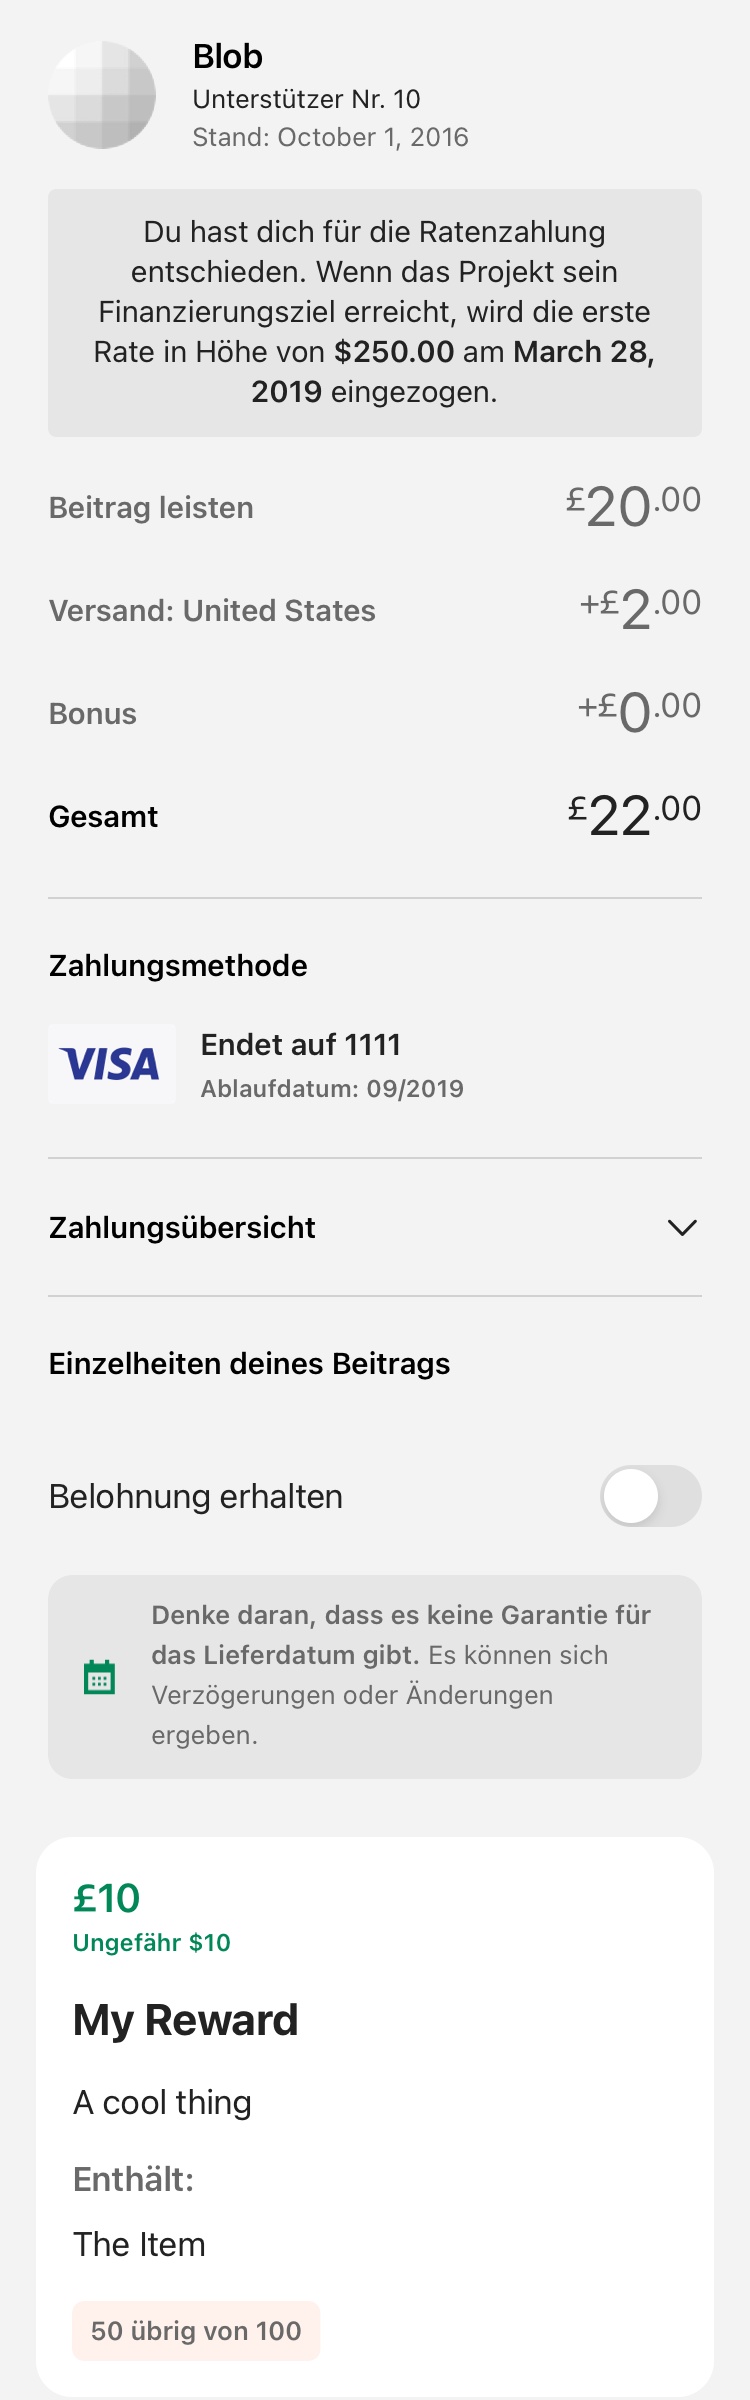 Blob
Unterstützer Nr. 10
Stand: October 1, 2016
Du hast dich für die Ratenzahlung
entschieden. Wenn das Projekt sein
Finanzierungsziel erreicht, wird die erste
Rate in Höhe von $250.00 am March 28,
2019 eingezogen.
Beitrag leisten £20.00
Versand: United States +£2.00
Bonus +£0.00
Gesamt £22.00
Zahlungsmethode
VISA
Endet auf 1111
Ablaufdatum: 09/2019
Zahlungsübersicht
Einzelheiten deines Beitrags
Belohnung erhalten
Denke daran, dass es keine Garantie für
das Lieferdatum gibt. Es können sich
Verzögerungen oder Änderungen
ergeben.
£10
Ungefähr $10
My Reward
A cool thing
Enthält:
The Item
50 übrig von 100